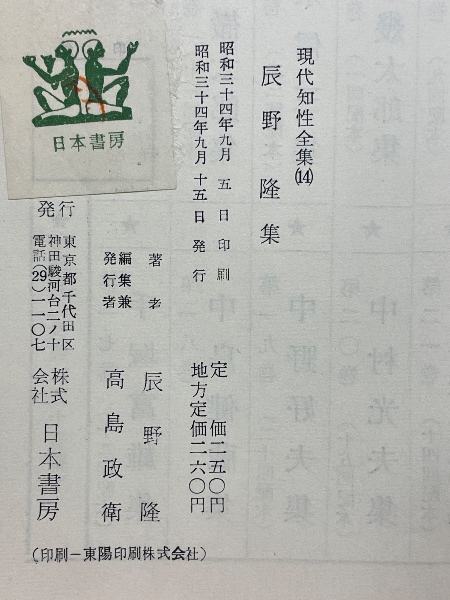 現代知性全集(14)
辰野隆集
昭和三十四年九月 五 日 印刷
昭和三十四年九月 十五 日 発行
定 価二五〇円
地方定価二六〇円
著者 辰野隆
編集兼
発行者 高島政衛
発行 株式
会社 日本書房
東京都千代田区
神田駿河台二ノ十
電話(29)一一〇七
(印刷－東陽印刷株式会社)
日本書房